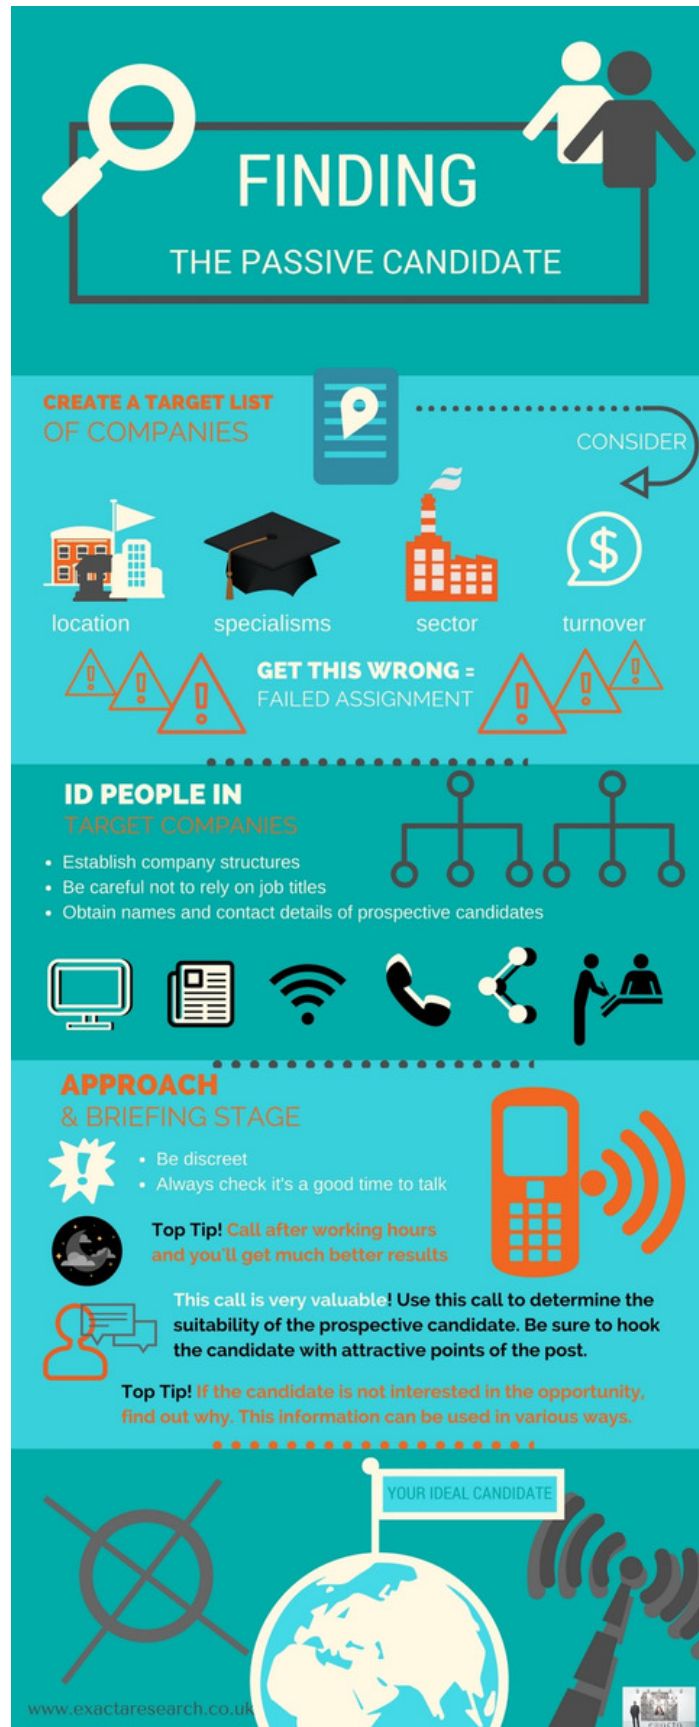 FINDING
THE PASSIVE CANDIDATE
CREATE A TARGET LIST
OF COMPANIES
CONSIDER
location
specialisms
sector
turnover
GET THIS WRONG =
FAILED ASSIGNMENT
ID PEOPLE IN
TARGET COMPANIES
• Establish company structures
• Be careful not to rely on job titles
• Obtain names and contact details of prospective candidates
APPROACH
& BRIEFING STAGE
• Be discreet
• Always check it's a good time to talk
Top Tip! Call after working hours
and you'll get much better results
This call is very valuable! Use this call to determine the
suitability of the prospective candidate. Be sure to hook
the candidate with attractive points of the post.
Top Tip! If the candidate is not interested in the opportunity,
find out why. This information can be used in various ways.
YOUR IDEAL CANDIDATE
www.exactaresearch.co.uk